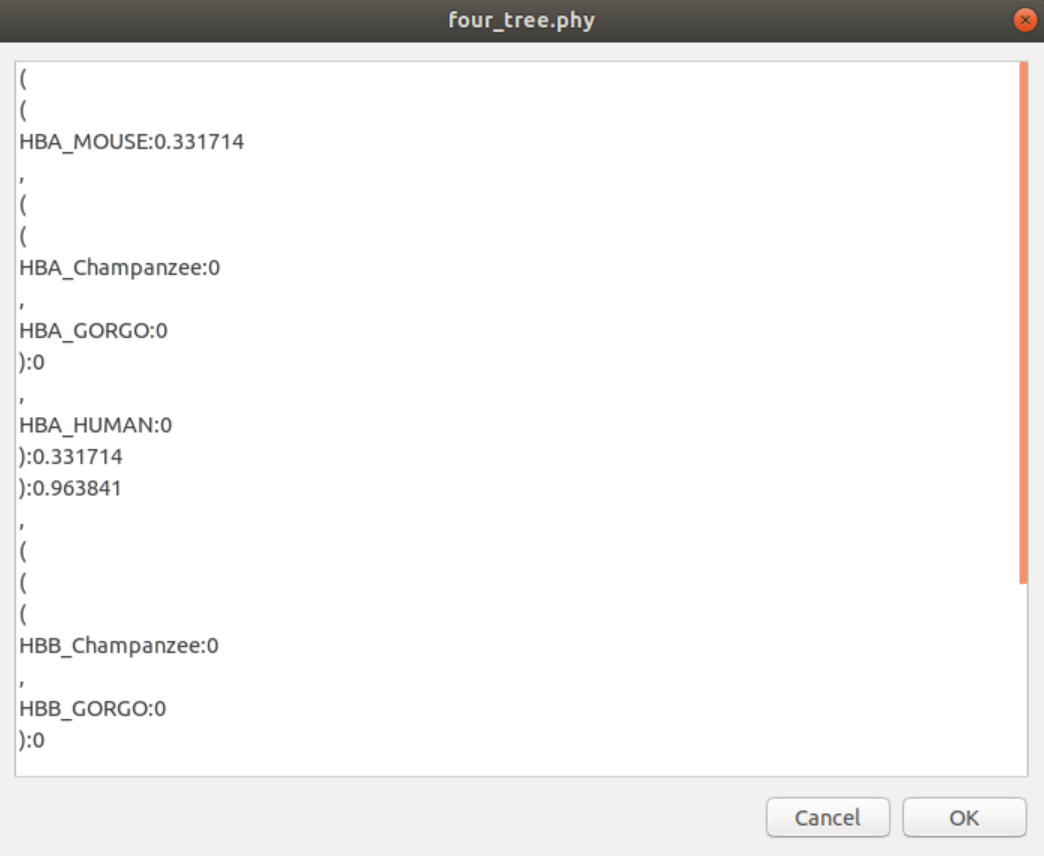 four_tree.phy
(
(
HBA_MOUSE:0.331714
,
(
(
HBA_Champanzee:0
,
HBA_GORGO:0
):0
,
HBA_HUMAN:0
):0.331714
):0.963841
,
(
(
(
HBB_Champanzee:0
,
HBB_GORGO:0
):0
Cancel
OK